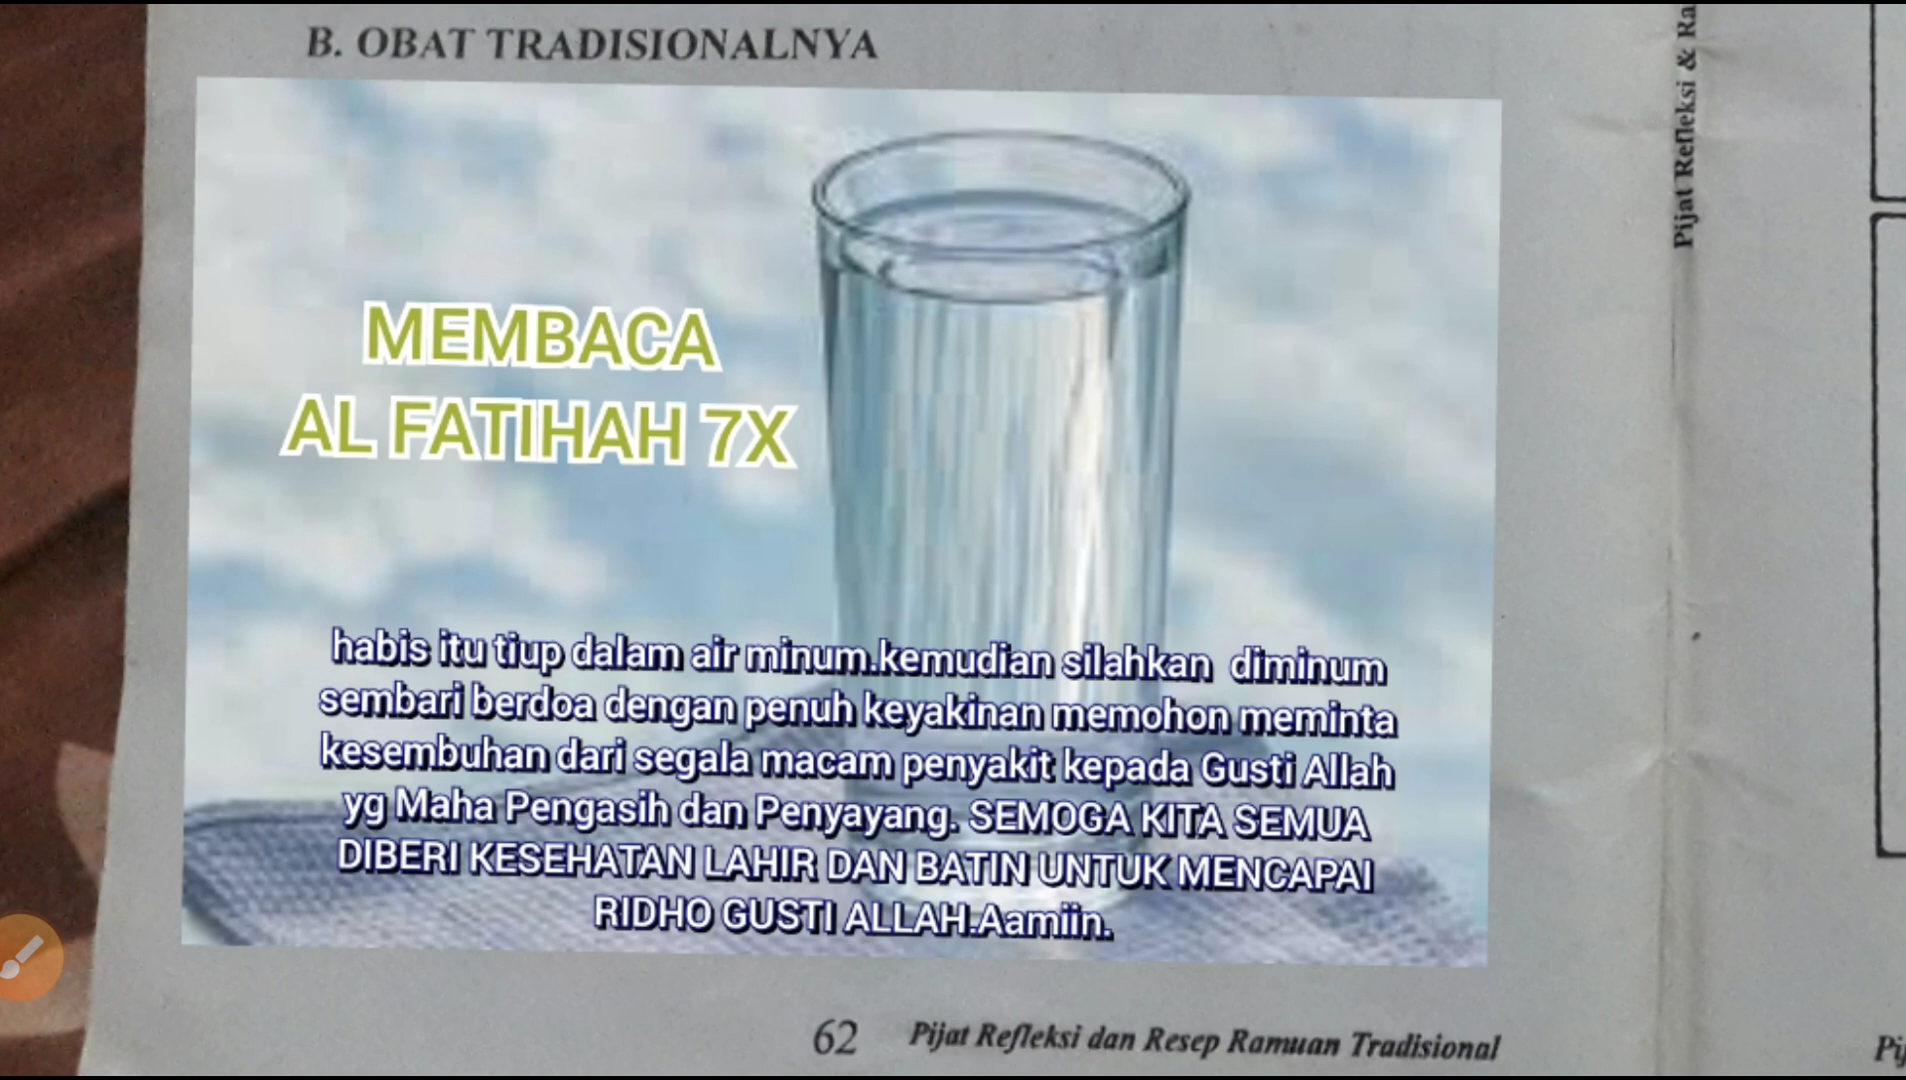 B. OBAT TRADISIONALNYA
MEMBACA
AL FATIHAH 7X
habis itu tiup dalam air minum.kemudian silahkan diminum
sembari berdoa dengan penuh keyakinan memohon meminta
kesembuhan dari segala macam penyakit kepada Gusti Allah
yg Maha Pengasih dan Penyayang. SEMOGA KITA SEMUA
DIBERI KESEHATAN LAHIR DAN BATIN UNTUK MENCAPAI
RIDHO GUSTI ALLAH.Aamiin.
62 Pijat Refleksi dan Resep Ramuan Tradisional
Pijat Refleksi & Ra